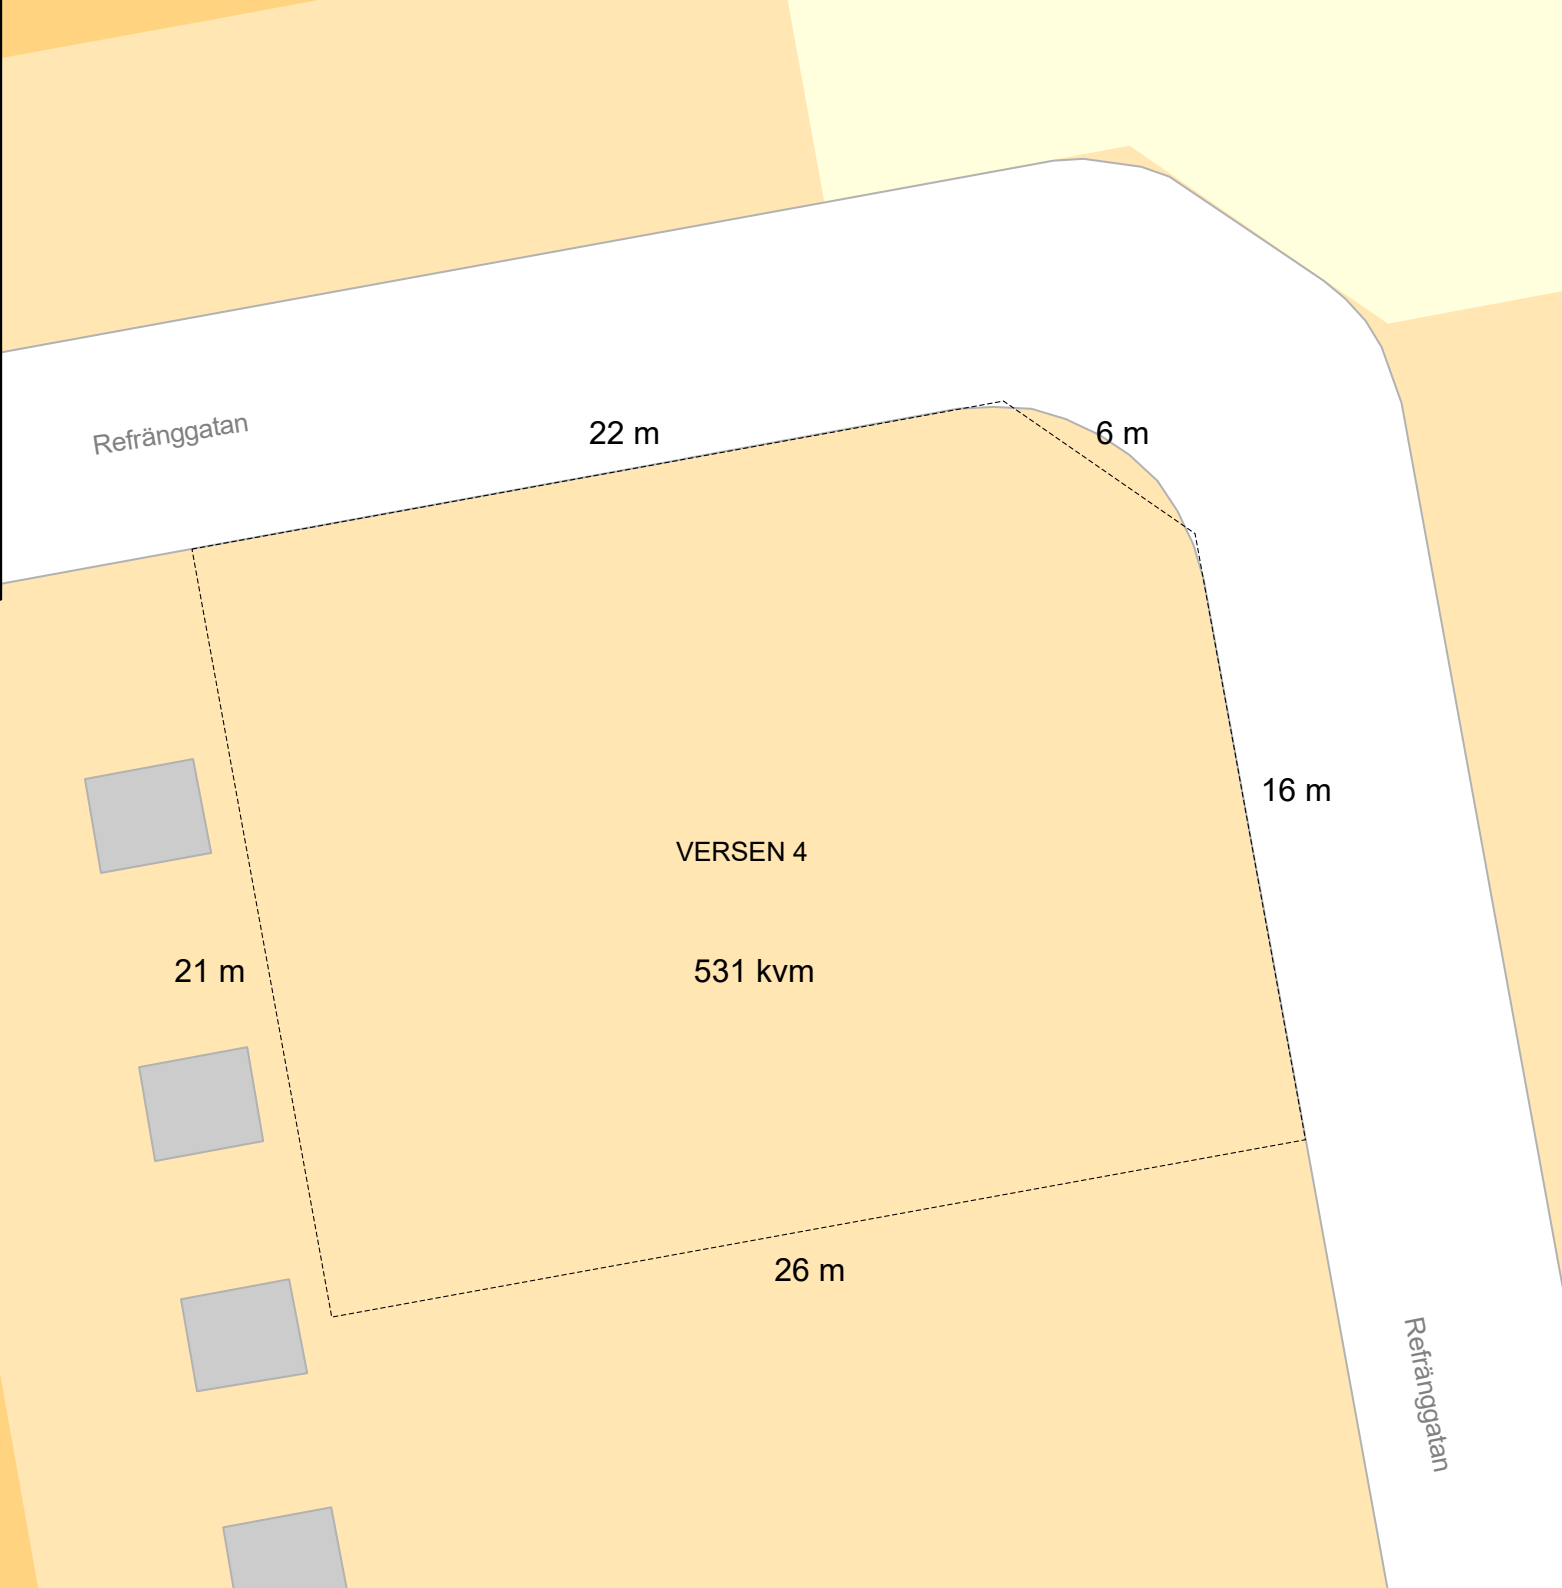 Refränggatan
22 m
6 m
16 m
VERSEN 4
21 m
531 kvm
26 m
Refränggatan